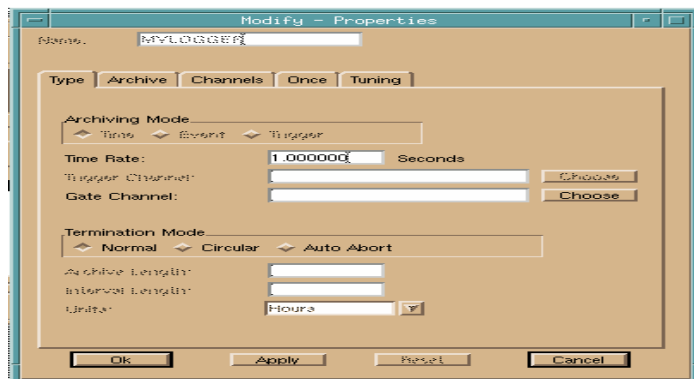 Modify - Properties
Name: MYLOGGER
Type Archive Channels Once Tuning
Archiving Mode
Time Event Trigger
Time Rate: 1.000000 Seconds
Trigger Channel: Choose
Gate Channel: Choose
Termination Mode
Normal Circular Auto Abort
Archive Length:
Interval Length:
Units: Hours
Ok Apply Reset Cancel